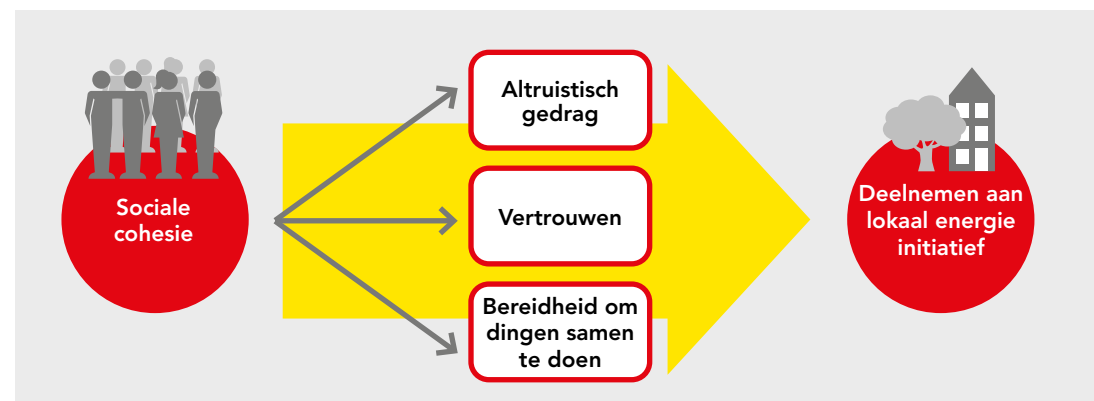 Sociale
cohesie
Altruistisch
gedrag
Vertrouwen
Bereidheid om
dingen samen
te doen
Deelnemen aan
lokaal energie
initiatief